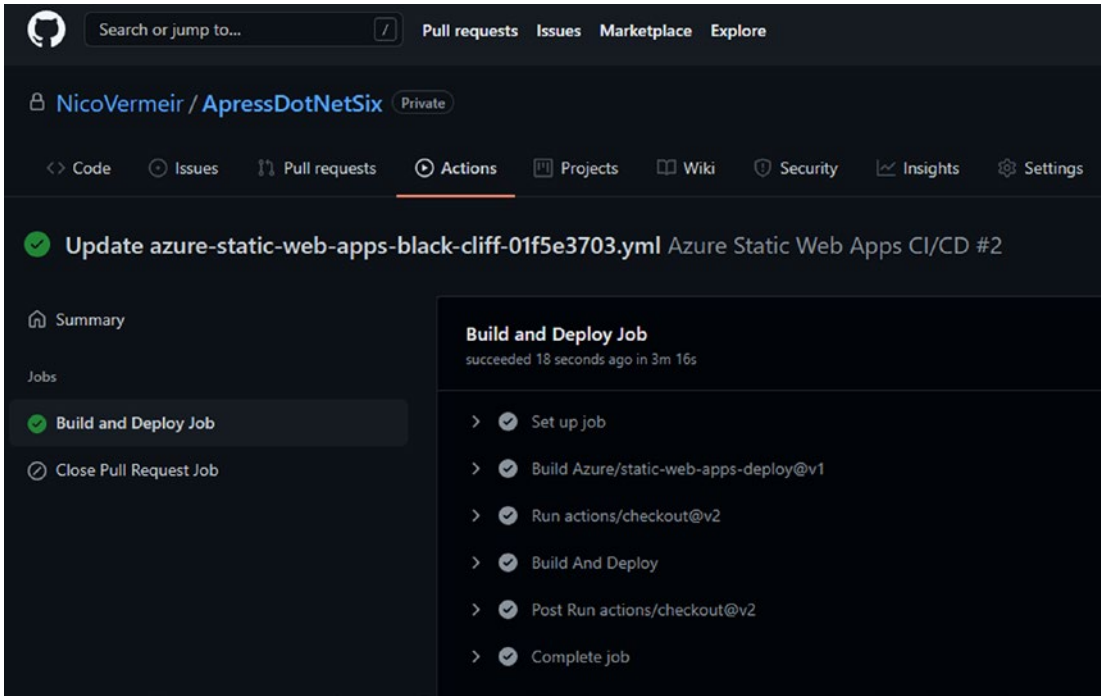 Search or jump to... /
Pull requests Issues Marketplace Explore
NicoVermeir / ApressDotNetSix Private
Code Issues Pull requests Actions Projects Wiki Security Insights Settings
Update azure-static-web-apps-black-cliff-01f5e3703.yml Azure Static Web Apps CI/CD #2
Summary
Jobs
Build and Deploy Job
Close Pull Request Job
Build and Deploy Job
succeeded 18 seconds ago in 3m 16s
Set up job
Build Azure/static-web-apps-deploy@v1
Run actions/checkout@v2
Build And Deploy
Post Run actions/checkout@v2
Complete job